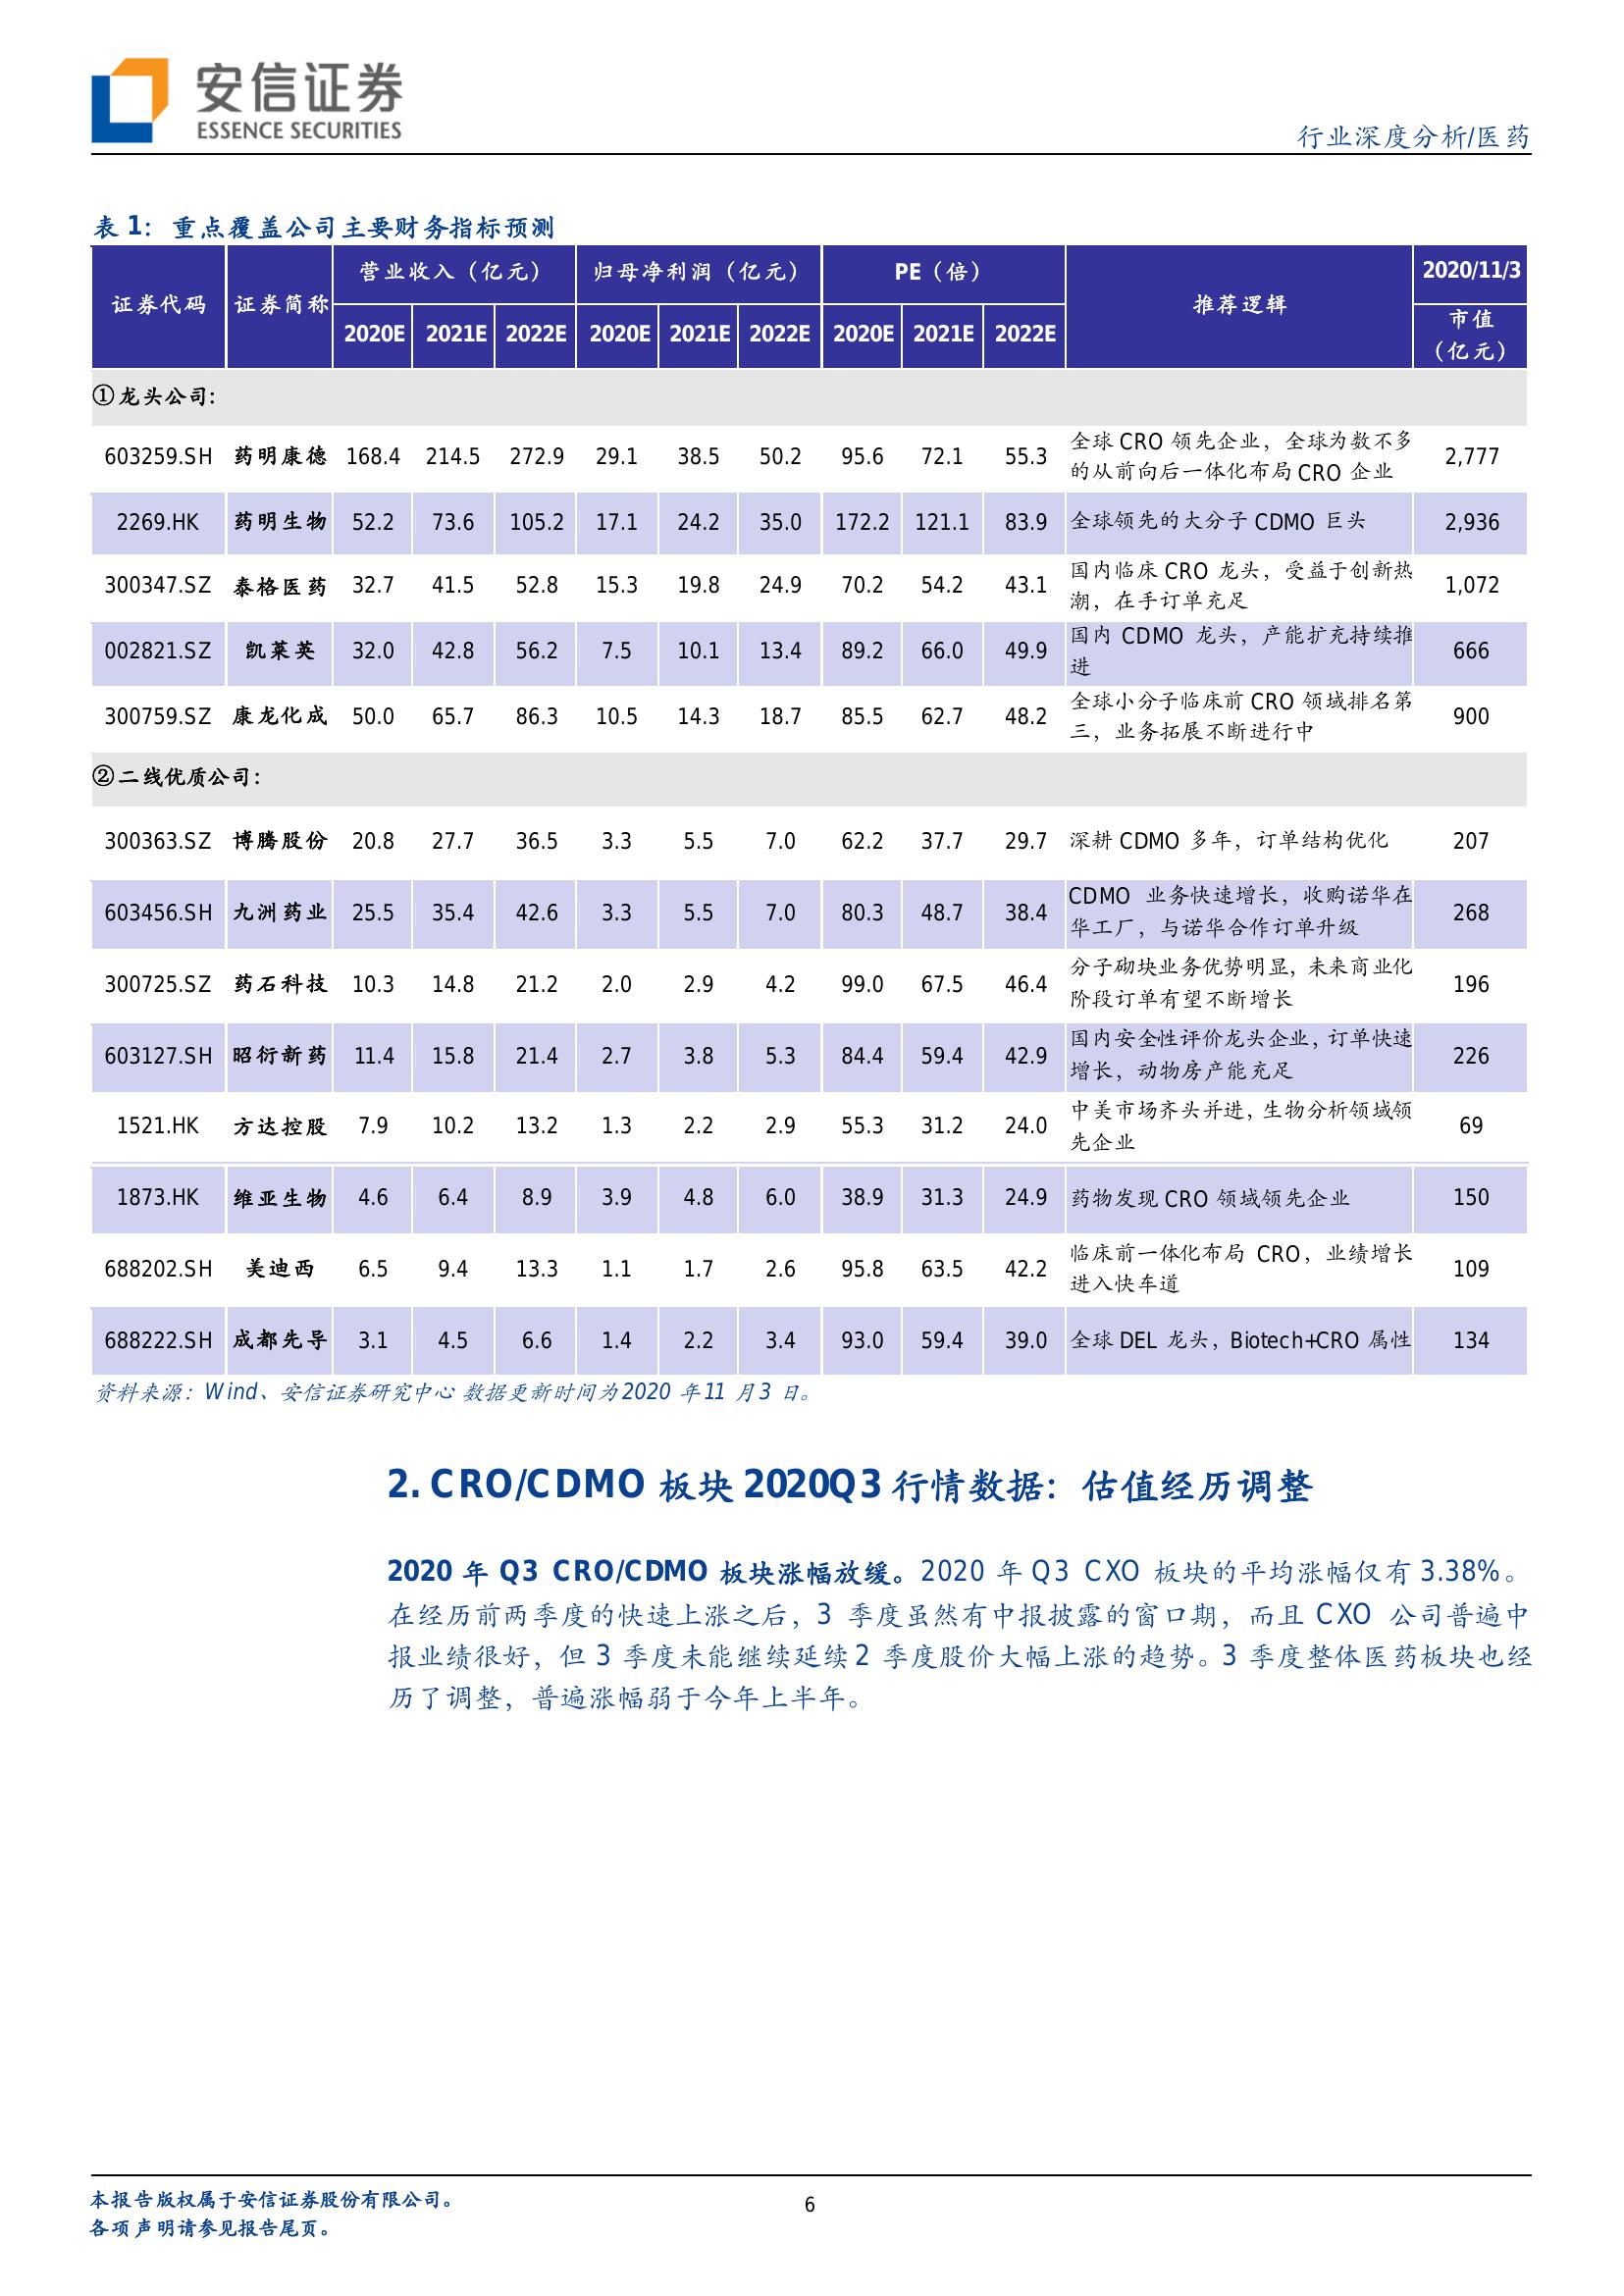 安信证券
ESSENCE SECURITIES
行业深度分析/医药
表 1：重点覆盖公司主要财务指标预测
证券代码 证券简称 营业收入（亿元） 归母净利润（亿元） PE（倍） 推荐逻辑 2020/11/3
2020E 2021E 2022E 2020E 2021E 2022E 2020E 2021E 2022E 市值
（亿元）
①龙头公司：
603259.SH 药明康德 168.4 214.5 272.9 29.1 38.5 50.2 95.6 72.1 55.3 全球 CRO 领先企业，全球为数不多
的从前向后一体化布局 CRO 企业 2,777
2269.HK 药明生物 52.2 73.6 105.2 17.1 24.2 35.0 172.2 121.1 83.9 全球领先的大分子 CDMO 巨头 2,936
300347.SZ 泰格医药 32.7 41.5 52.8 15.3 19.8 24.9 70.2 54.2 43.1 国内临床 CRO 龙头，受益于创新热
潮，在手订单充足 1,072
002821.SZ 凯莱英 32.0 42.8 56.2 7.5 10.1 13.4 89.2 66.0 49.9 国内 CDMO 龙头，产能扩充持续推
进 666
300759.SZ 康龙化成 50.0 65.7 86.3 10.5 14.3 18.7 85.5 62.7 48.2 全球小分子临床前 CRO 领域排名第
三，业务拓展不断进行中 900
②二线优质公司：
300363.SZ 博腾股份 20.8 27.7 36.5 3.3 5.5 7.0 62.2 37.7 29.7 深耕 CDMO 多年，订单结构优化 207
603456.SH 九洲药业 25.5 35.4 42.6 3.3 5.5 7.0 80.3 48.7 38.4 CDMO 业务快速增长，收购诺华在
华工厂，与诺华合作订单升级 268
300725.SZ 药石科技 10.3 14.8 21.2 2.0 2.9 4.2 99.0 67.5 46.4 分子砌块业务优势明显，未来商业化
阶段订单有望不断增长 196
603127.SH 昭衍新药 11.4 15.8 21.4 2.7 3.8 5.3 84.4 59.4 42.9 国内安全性评价龙头企业，订单快速
增长，动物房产能充足 226
1521.HK 方达控股 7.9 10.2 13.2 1.3 2.2 2.9 55.3 31.2 24.0 中美市场齐头并进，生物分析领域领
先企业 69
1873.HK 维亚生物 4.6 6.4 8.9 3.9 4.8 6.0 38.9 31.3 24.9 药物发现 CRO 领域领先企业 150
688202.SH 美迪西 6.5 9.4 13.3 1.1 1.7 2.6 95.8 63.5 42.2 临床前一体化布局 CRO，业绩增长
进入快车道 109
688222.SH 成都先导 3.1 4.5 6.6 1.4 2.2 3.4 93.0 59.4 39.0 全球 DEL 龙头，Biotech+CRO 属性 134
资料来源：Wind、安信证券研究中心 数据更新时间为 2020 年 11 月 3 日。
2. CRO/CDMO 板块 2020Q3 行情数据：估值经历调整
2020 年 Q3 CRO/CDMO 板块涨幅放缓。2020 年 Q3 CXO 板块的平均涨幅仅有 3.38%。
在经历前两季度的快速上涨之后，3 季度虽然有中报披露的窗口期，而且 CXO 公司普遍中
报业绩很好，但 3 季度未能继续延续 2 季度股价大幅上涨的趋势。3 季度整体医药板块也经
历了调整，普遍涨幅弱于今年上半年。
本报告版权属于安信证券股份有限公司。
各项声明请参见报告尾页。
6